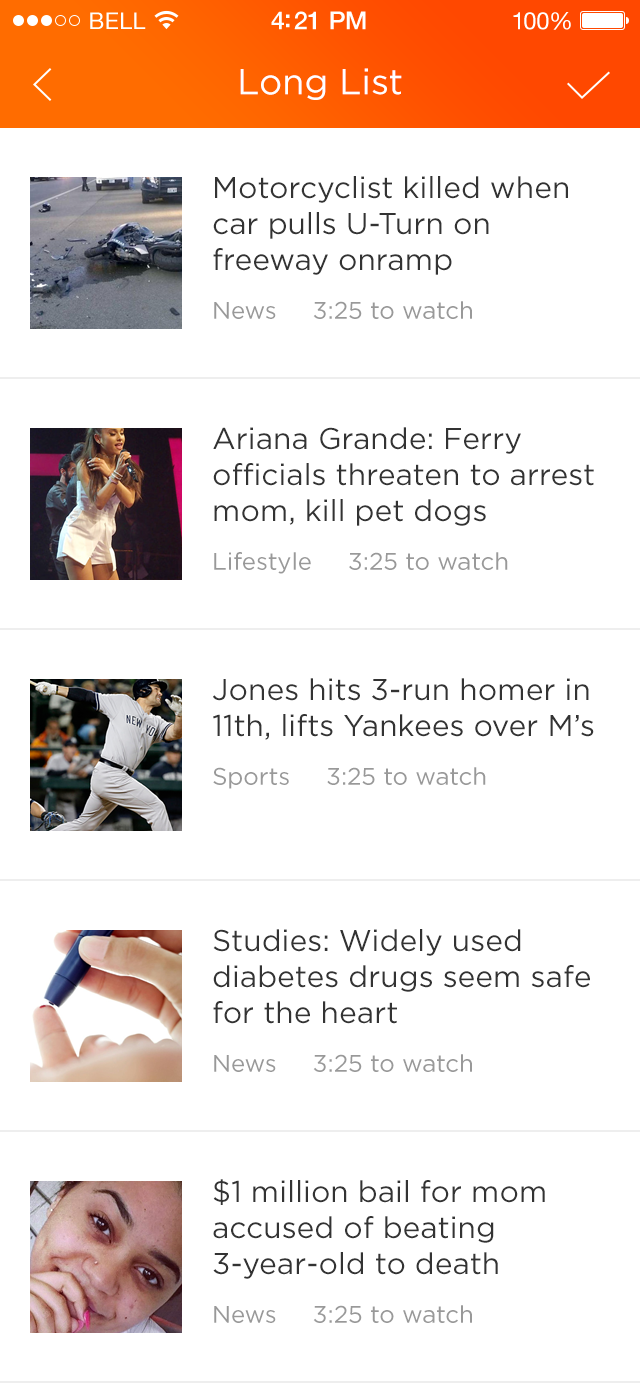 BELL 4:21 PM 100%
Long List
Motorcyclist killed when
car pulls U-Turn on
freeway onramp
News 3:25 to watch
Ariana Grande: Ferry
officials threaten to arrest
mom, kill pet dogs
Lifestyle 3:25 to watch
NEW YO
Jones hits 3-run homer in
11th, lifts Yankees over M’s
Sports 3:25 to watch
Studies: Widely used
diabetes drugs seem safe
for the heart
News 3:25 to watch
$1 million bail for mom
accused of beating
3-year-old to death
News 3:25 to watch